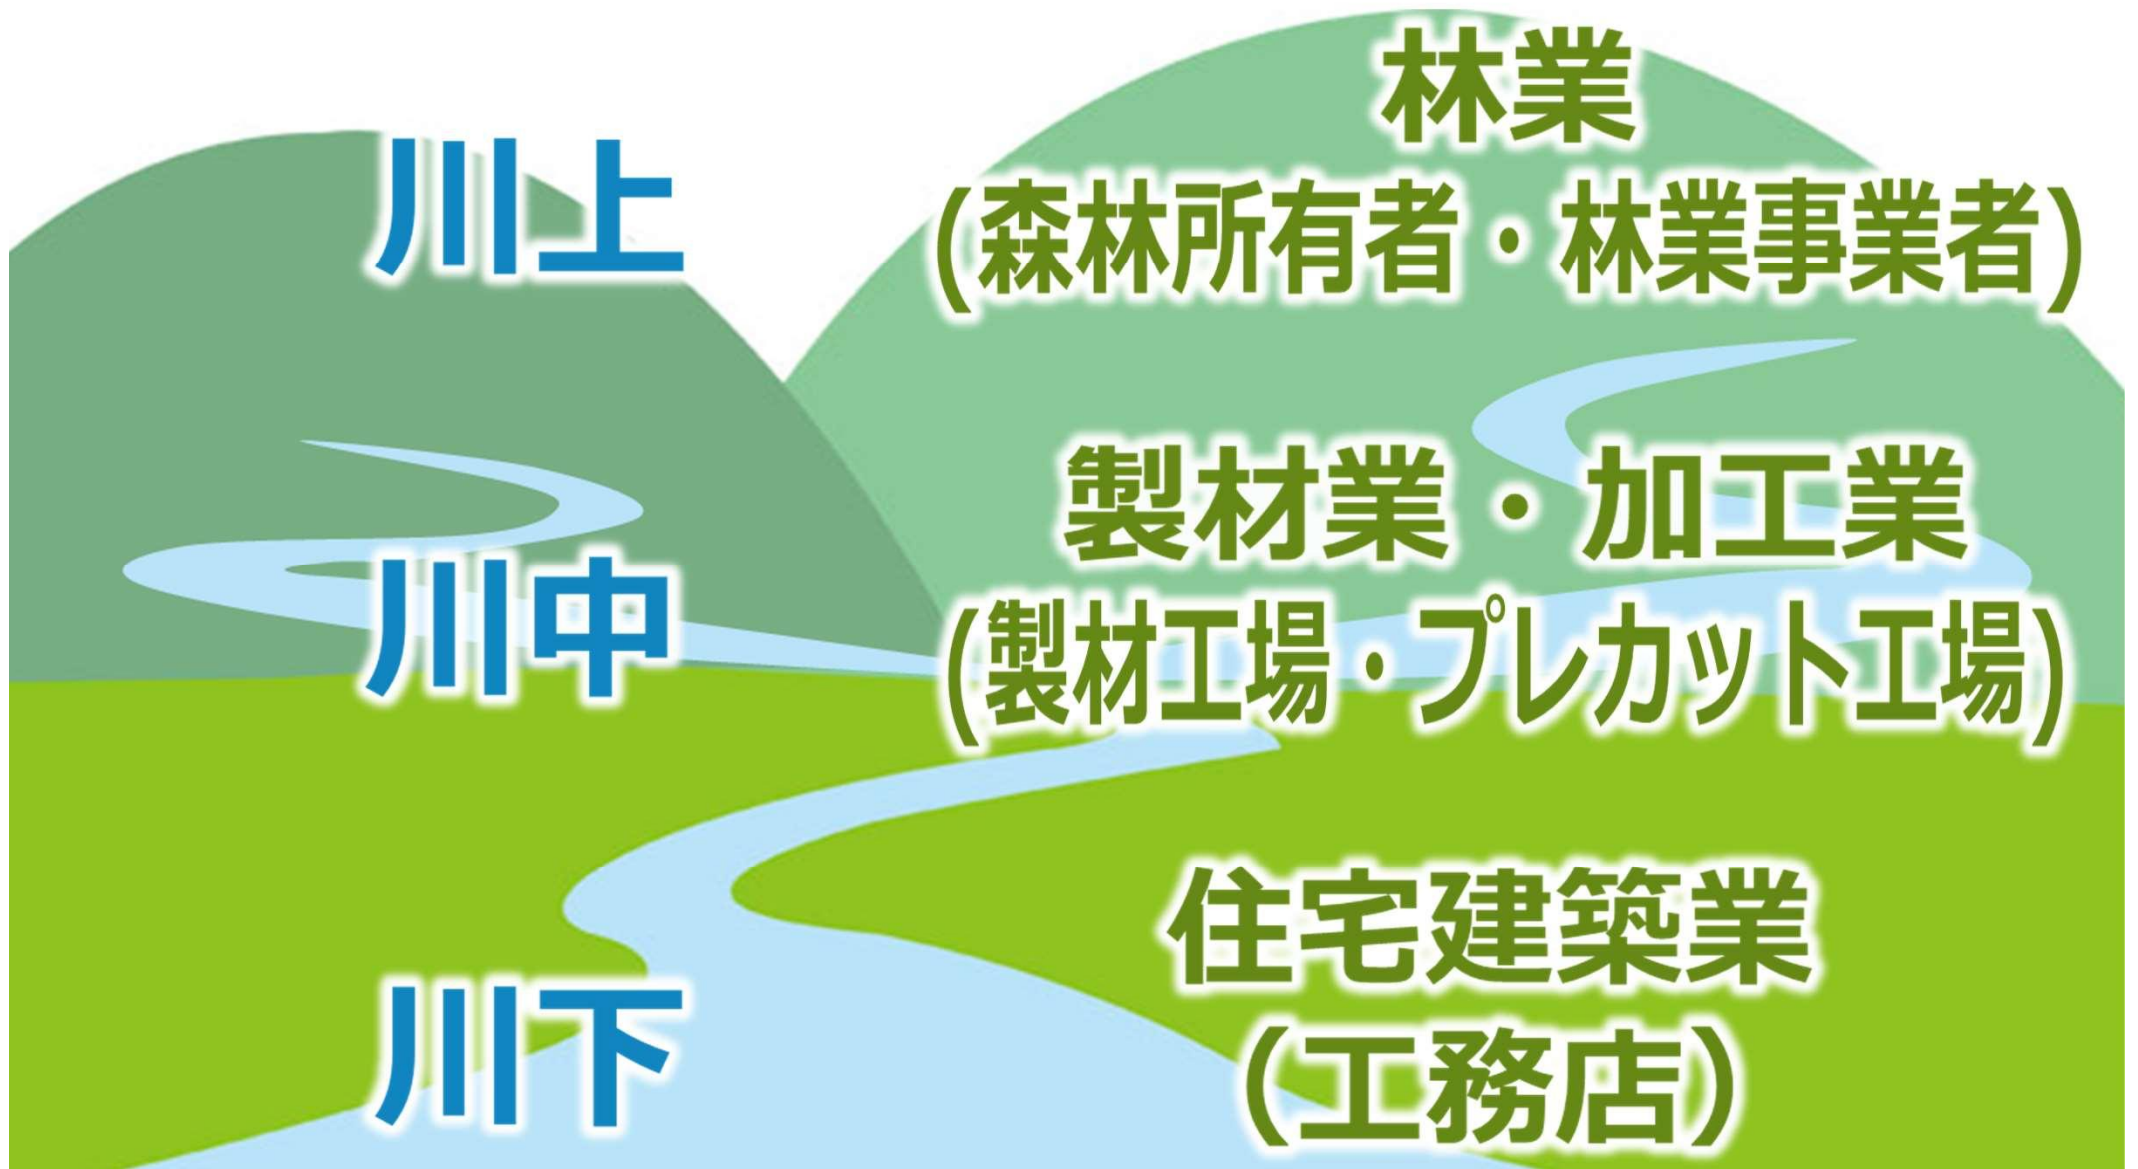 川上
林業
(森林所有者・林業事業者)
川中
製材業・加工業
(製材工場・プレカット工場)
川下
住宅建築業
（工務店）